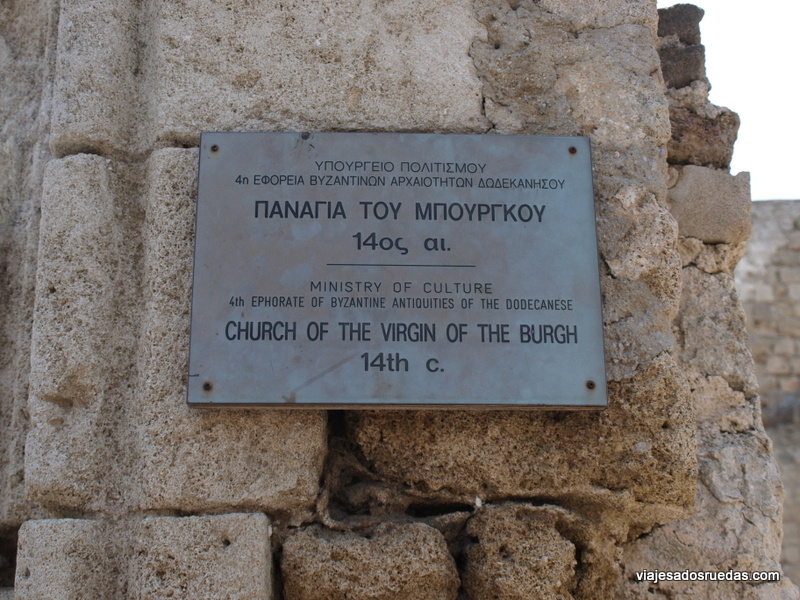 ΥΠΟΥΡΓΕΙΟ ΠΟΛΙΤΙΣΜΟΥ
4η ΕΦΟΡΕΙΑ ΒΥΖΑΝΤΙΝΩΝ ΑΡΧΑΙΟΤΗΤΩΝ ΔΩΔΕΚΑΝΗΣΟΥ
ΠΑΝΑΓΙΑ ΤΟΥ ΜΠΟΥΡΓΚΟΥ
14ος αι.
MINISTRY OF CULTURE
4th EPHORATE OF BYZANTINE ANTIQUITIES OF THE DODECANESE
CHURCH OF THE VIRGIN OF THE BURGH
14th c.
viajesadosruedas.com